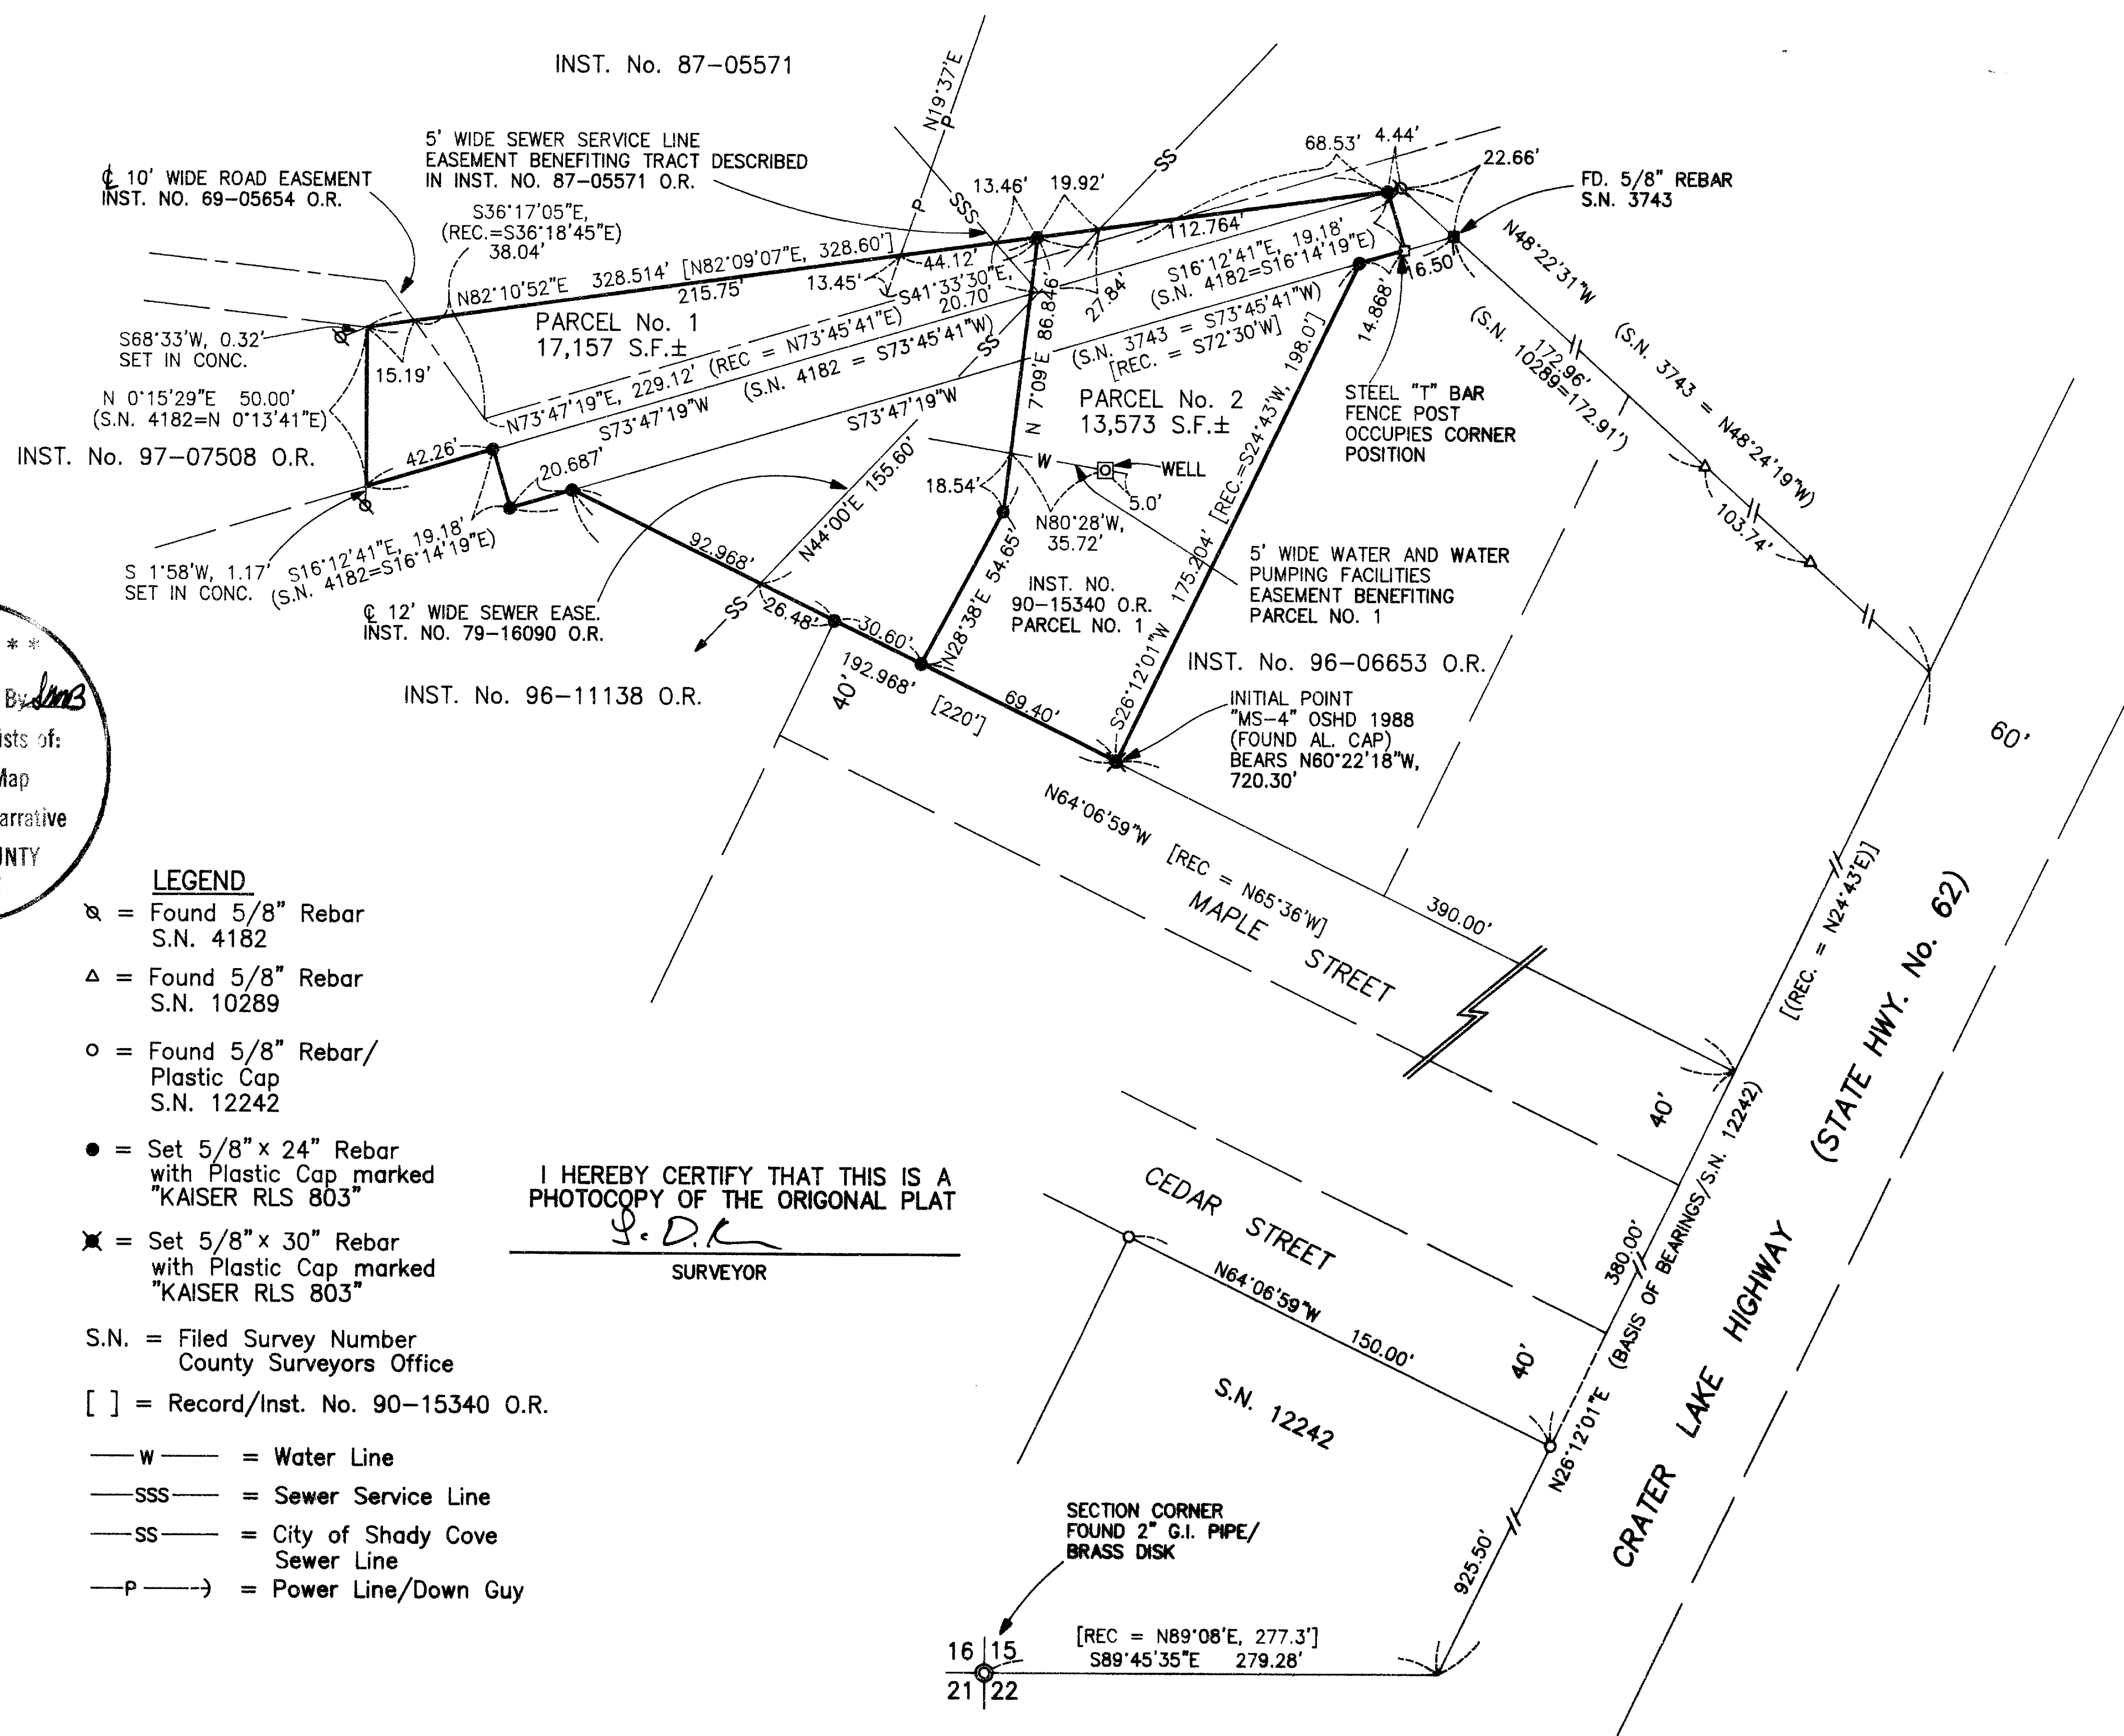 INST. No. 87-05571
5' WIDE SEWER SERVICE LINE
EASEMENT BENEFITING TRACT DESCRIBED
IN INST. NO. 87-05571 O.R.
℄ 10' WIDE ROAD EASEMENT
INST. NO. 69-05654 O.R.
S36°17'05"E,
(REC.=S36°18'45"E)
38.04'
N19°37'E
P
P
SSS
SS
13.46'
19.92'
68.53'
4.44'
22.66'
FD. 5/8" REBAR
S.N. 3743
N82°10'52"E 328.514' [N82°09'07"E, 328.60']
215.75'
13.45'
44.12'
S41°33'30"E,
20.70'
112.764'
S16°12'41"E, 19.18'
(S.N. 4182=S16°14'19"E)
16.50'
N48°22'31"W
(S.N. 3743 = N48°24'19"W)
172.96'
(S.N. 10289=172.91')
103.74'
S68°33'W, 0.32'
SET IN CONC.
15.19'
PARCEL No. 1
17,157 S.F.±
N 0°15'29"E 50.00'
(S.N. 4182=N 0°13'41"E)
INST. No. 97-07508 O.R.
N73°47'19"E, 229.12' (REC = N73°45'41"E)
S73°47'19"W (S.N. 4182 = S73°45'41"W)
S73°47'19"W
(S.N. 3743 = S73°45'41"W)
[REC. = S72°30'W]
SS
27.84'
N 7°09'E 86.846'
14.868'
PARCEL No. 2
13,573 S.F.±
STEEL "T" BAR
FENCE POST
OCCUPIES CORNER
POSITION
42.26'
20.687'
W
WELL
5.0'
18.54'
N80°28'W,
35.72'
S 1°58'W, 1.17'
SET IN CONC.
S16°12'41"E, 19.18'
(S.N. 4182=S16°14'19"E)
92.968'
N44°00'E 155.60'
N28°38'E 54.65'
S26°12'01"W 175.204' [REC.=S24°43'W, 198.0']
5' WIDE WATER AND WATER
PUMPING FACILITIES
EASEMENT BENEFITING
PARCEL NO. 1
INST. NO.
90-15340 O.R.
PARCEL NO. 1
℄ 12' WIDE SEWER EASE.
INST. NO. 79-16090 O.R.
SS
26.48'
30.60'
192.968'
[220']
69.40'
40'
INST. No. 96-11138 O.R.
INST. No. 96-06653 O.R.
INITIAL POINT
"MS-4" OSHD 1988
(FOUND AL. CAP)
BEARS N60°22'18"W,
720.30'
60'
* *
By
Map
N64°06'59"W [REC = N65°36'W]
390.00'
MAPLE STREET
[(REC. = N24°43'E)]
LEGEND
= Found 5/8" Rebar
S.N. 4182
= Found 5/8" Rebar
S.N. 10289
= Found 5/8" Rebar/
Plastic Cap
S.N. 12242
= Set 5/8" x 24" Rebar
with Plastic Cap marked
"KAISER RLS 803"
= Set 5/8" x 30" Rebar
with Plastic Cap marked
"KAISER RLS 803"
S.N. = Filed Survey Number
County Surveyors Office
[ ] = Record/Inst. No. 90-15340 O.R.
W = Water Line
SSS = Sewer Service Line
SS = City of Shady Cove
Sewer Line
P = Power Line/Down Guy
I HEREBY CERTIFY THAT THIS IS A
PHOTOCOPY OF THE ORIGONAL PLAT
SURVEYOR
CEDAR STREET
N64°06'59"W 150.00'
S.N. 12242
40'
40'
380.00'
N26°12'01"E (BASIS OF BEARINGS/S.N. 12242)
925.50'
CRATER LAKE HIGHWAY (STATE HWY. No. 62)
SECTION CORNER
FOUND 2" G.I. PIPE/
BRASS DISK
16 15
21 22
[REC = N89°08'E, 277.3']
S89°45'35"E 279.28'